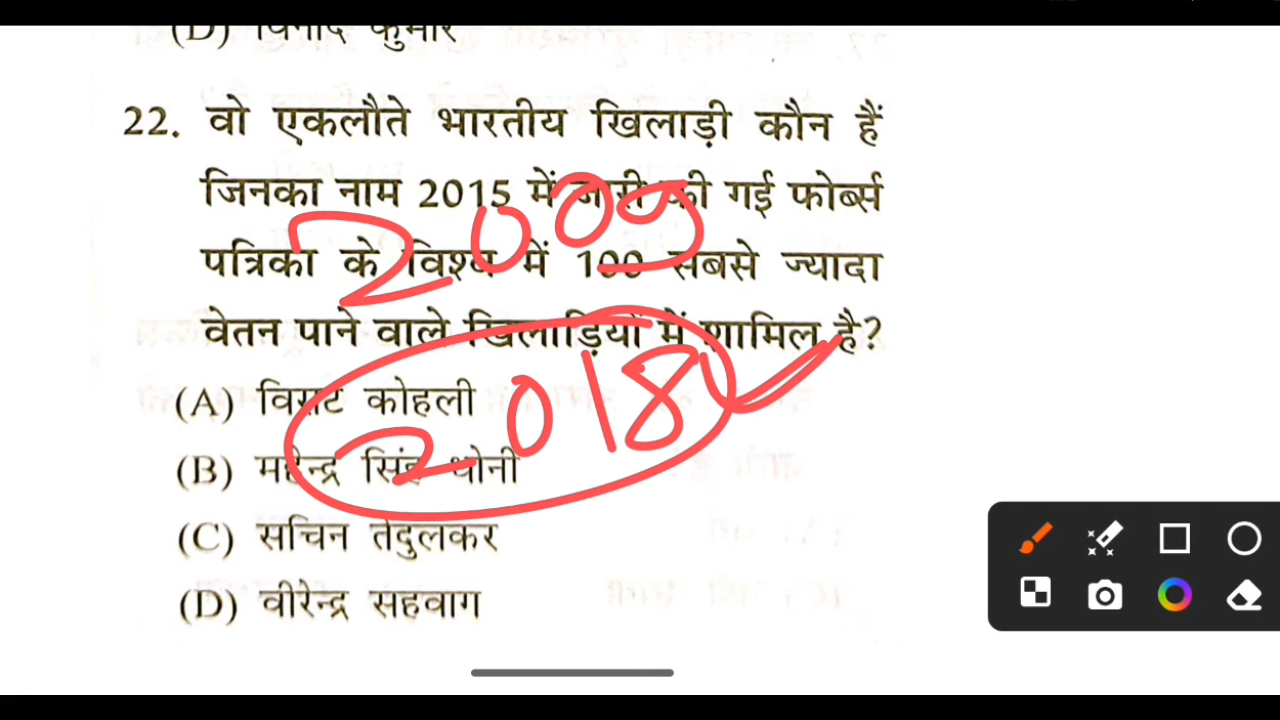 (D) विनोद कुमार
22. वो एकलौते भारतीय खिलाड़ी कौन हैं
जिनका नाम 2015 में जारी की गई फोर्ब्स
पत्रिका के विश्व में 100 सबसे ज्यादा
वेतन पाने वाले खिलाड़ियों में शामिल है?
2009
(A) विराट कोहली
(B) महेन्द्र सिंह धोनी
2018
(C) सचिन तेंदुलकर
(D) वीरेन्द्र सहवाग